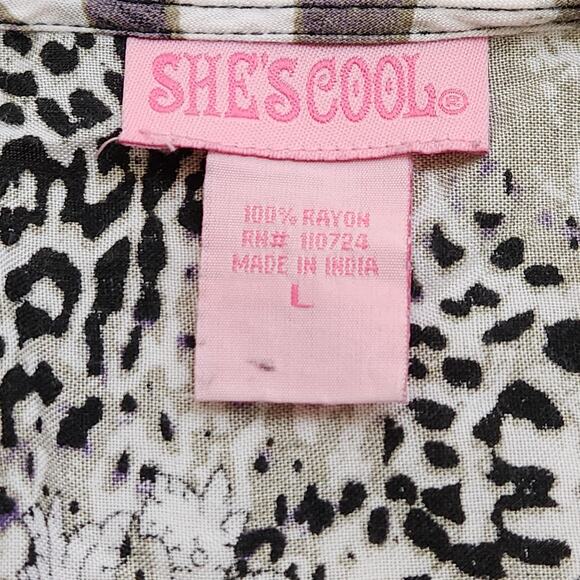 SHE'S COOL®
100% RAYON
RN# 110724
MADE IN INDIA
L